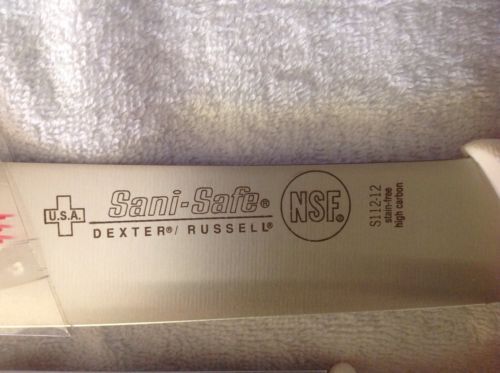 U.S.A.
Sani-Safe®
DEXTER®/ RUSSELL®
NSF®
S112-12
stain-free
high carbon